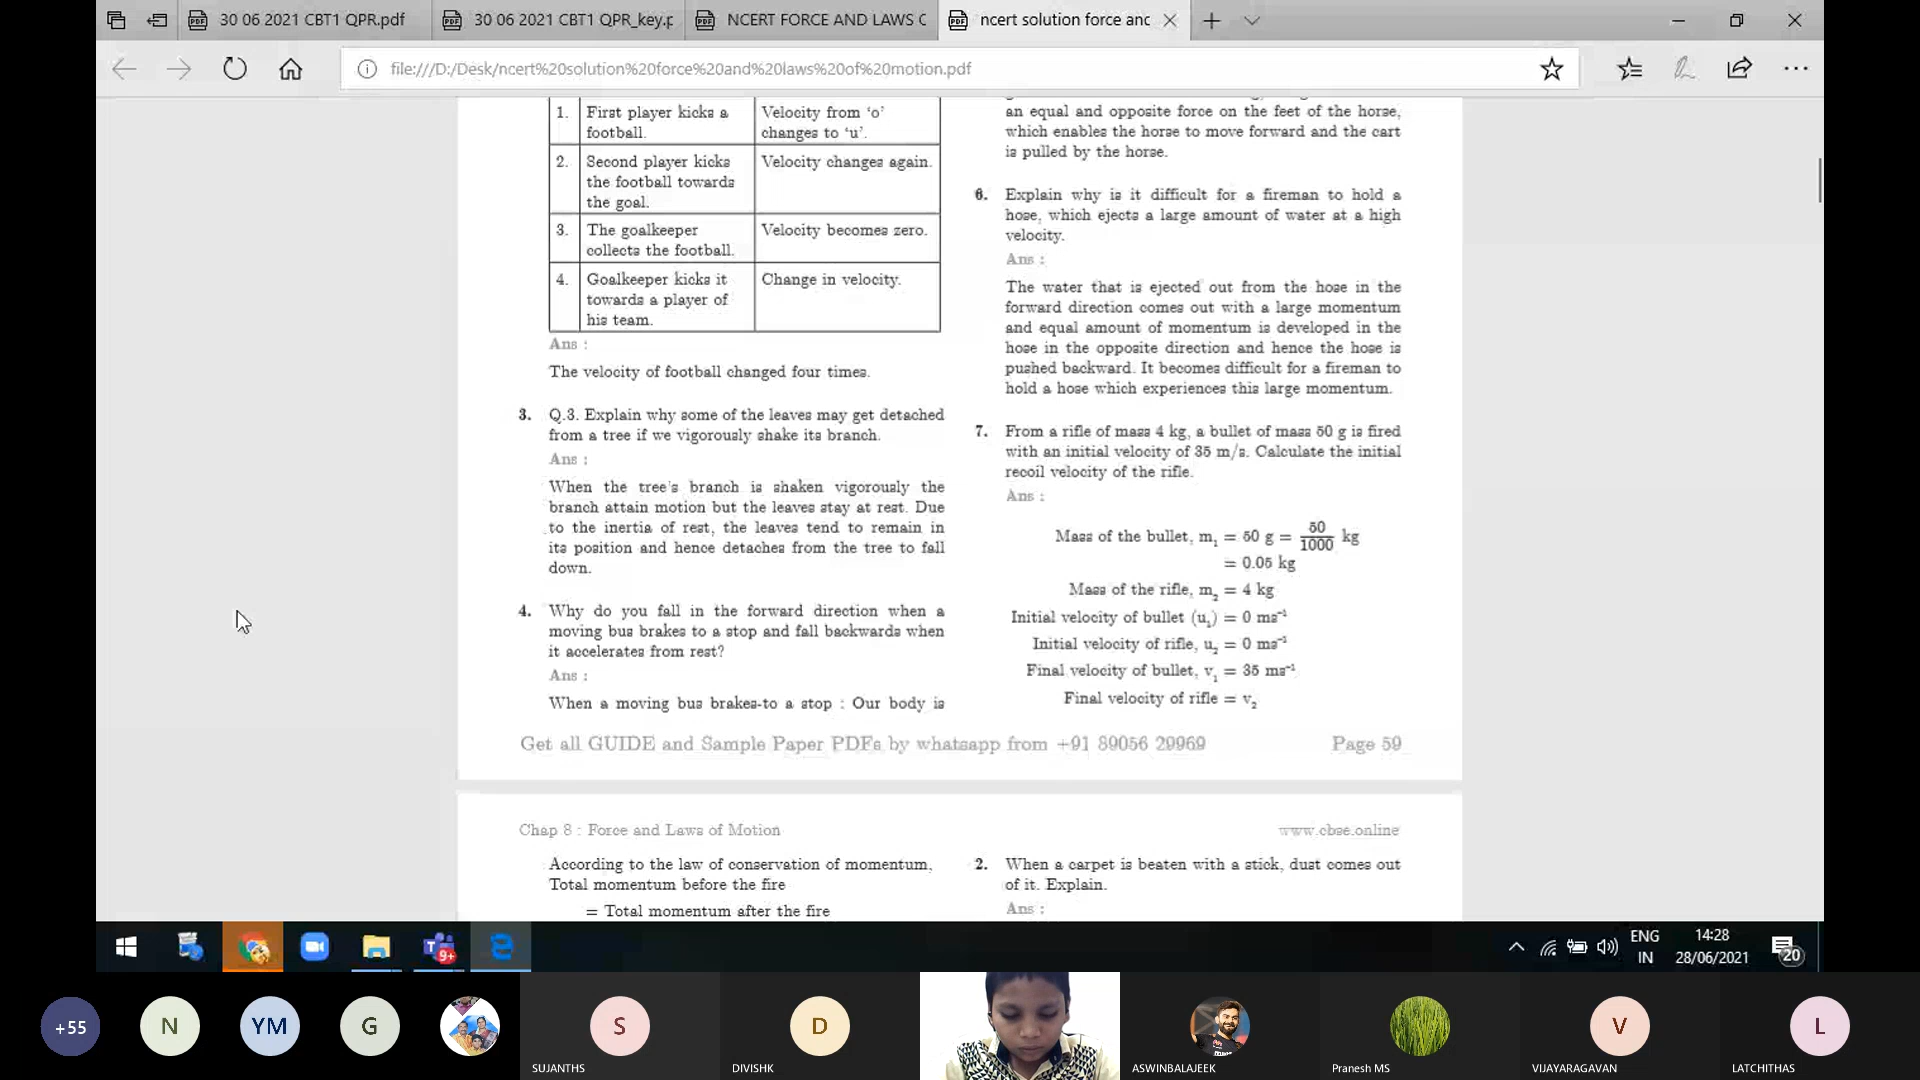 30 06 2021 CBT1 QPR.pdf
30 06 2021 CBT1 QPR_key.p
NCERT FORCE AND LAWS C
ncert solution force anc
file:///D:/Desk/ncert%20solution%20force%20and%20laws%20of%20motion.pdf
1. First player kicks a football. Velocity from ‘o’ changes to ‘u’.
2. Second player kicks the football towards the goal. Velocity changes again.
3. The goalkeeper collects the football. Velocity becomes zero.
4. Goalkeeper kicks it towards a player of his team. Change in velocity.
Ans :
The velocity of football changed four times.
3. Q.3. Explain why some of the leaves may get detached
from a tree if we vigorously shake its branch.
Ans :
When the tree's branch is shaken vigorously the
branch attain motion but the leaves stay at rest. Due
to the inertia of rest, the leaves tend to remain in
its position and hence detaches from the tree to fall
down.
4. Why do you fall in the forward direction when a
moving bus brakes to a stop and fall backwards when
it accelerates from rest?
Ans :
When a moving bus brakes-to a stop : Our body is
an equal and opposite force on the feet of the horse,
which enables the horse to move forward and the cart
is pulled by the horse.
6. Explain why is it difficult for a fireman to hold a
hose, which ejects a large amount of water at a high
velocity.
Ans :
The water that is ejected out from the hose in the
forward direction comes out with a large momentum
and equal amount of momentum is developed in the
hose in the opposite direction and hence the hose is
pushed backward. It becomes difficult for a fireman to
hold a hose which experiences this large momentum.
7. From a rifle of mass 4 kg, a bullet of mass 50 g is fired
with an initial velocity of 35 m/s. Calculate the initial
recoil velocity of the rifle.
Ans :
Mass of the bullet, m₁ = 50 g = 50/1000 kg
= 0.05 kg
Mass of the rifle, m₂ = 4 kg
Initial velocity of bullet (u₁) = 0 ms⁻¹
Initial velocity of rifle, u₂ = 0 ms⁻¹
Final velocity of bullet, v₁ = 35 ms⁻¹
Final velocity of rifle = v₂
Get all GUIDE and Sample Paper PDFs by whatsapp from +91 89056 29969 Page 59
Chap 8 : Force and Laws of Motion www.cbse.online
According to the law of conservation of momentum,
Total momentum before the fire
= Total momentum after the fire
2. When a carpet is beaten with a stick, dust comes out
of it. Explain.
Ans :
9+
ENG
IN
14:28
28/06/2021
20
+55
N
YM
G
S
SUJANTHS
D
DIVISHK
ASWINBALAJEEK
Pranesh MS
V
VIJAYARAGAVAN
L
LATCHITHAS